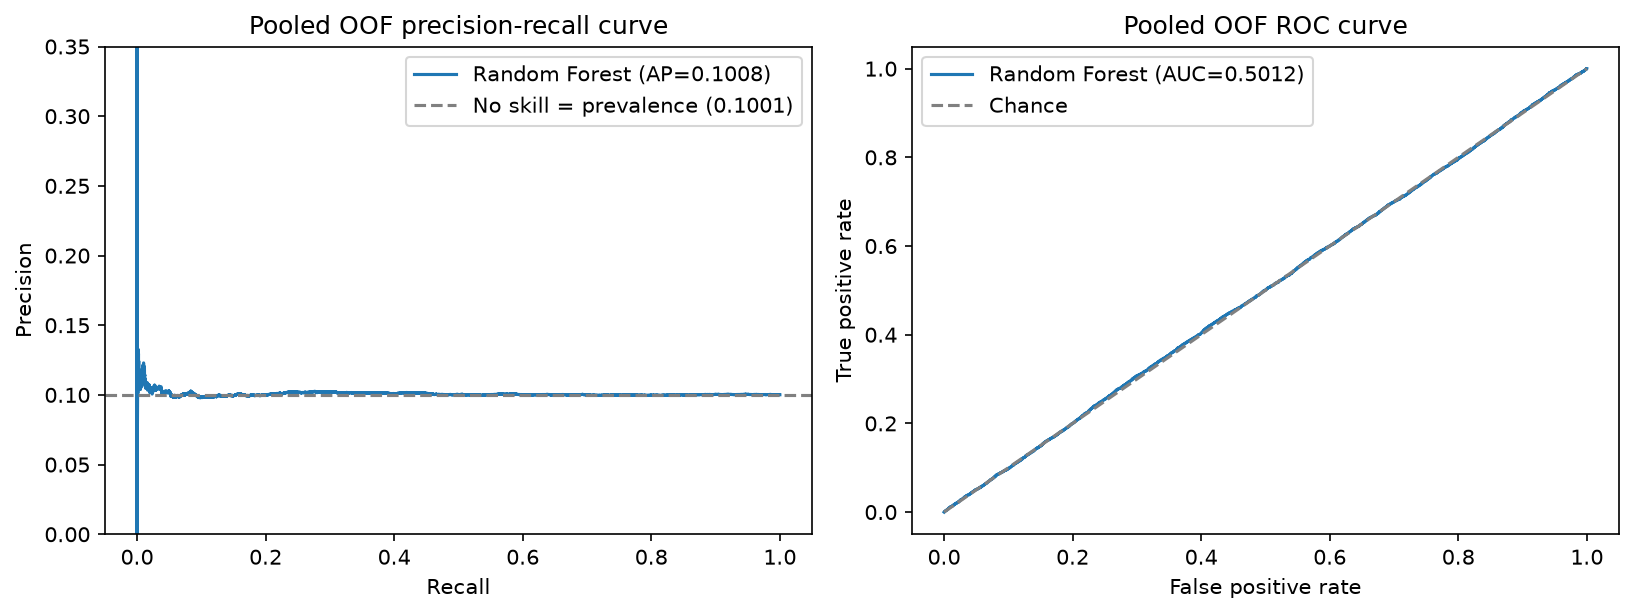 Pooled OOF precision-recall curve
Random Forest (AP=0.1008)
No skill = prevalence (0.1001)
Precision
0.35
0.30
0.25
0.20
0.15
0.10
0.05
0.00
0.0 0.2 0.4 0.6 0.8 1.0
Recall
Pooled OOF ROC curve
Random Forest (AUC=0.5012)
Chance
True positive rate
1.0
0.8
0.6
0.4
0.2
0.0
0.0 0.2 0.4 0.6 0.8 1.0
False positive rate